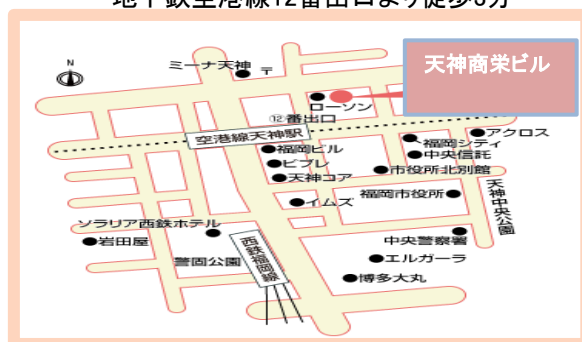 地下鉄空港線12番出口より徒歩6分
天神商栄ビル
N
ミーナ天神
〒
ローソン
⑫番出口
空港線天神駅
アクロス
福岡シティ
福岡ビル
中央信託
ビブレ
市役所北別館
天神コア
福岡市役所
イムズ
天神中央公園
ソラリア西鉄ホテル
岩田屋
中央警察署
西鉄福岡線
警固公園
エルガーラ
博多大丸